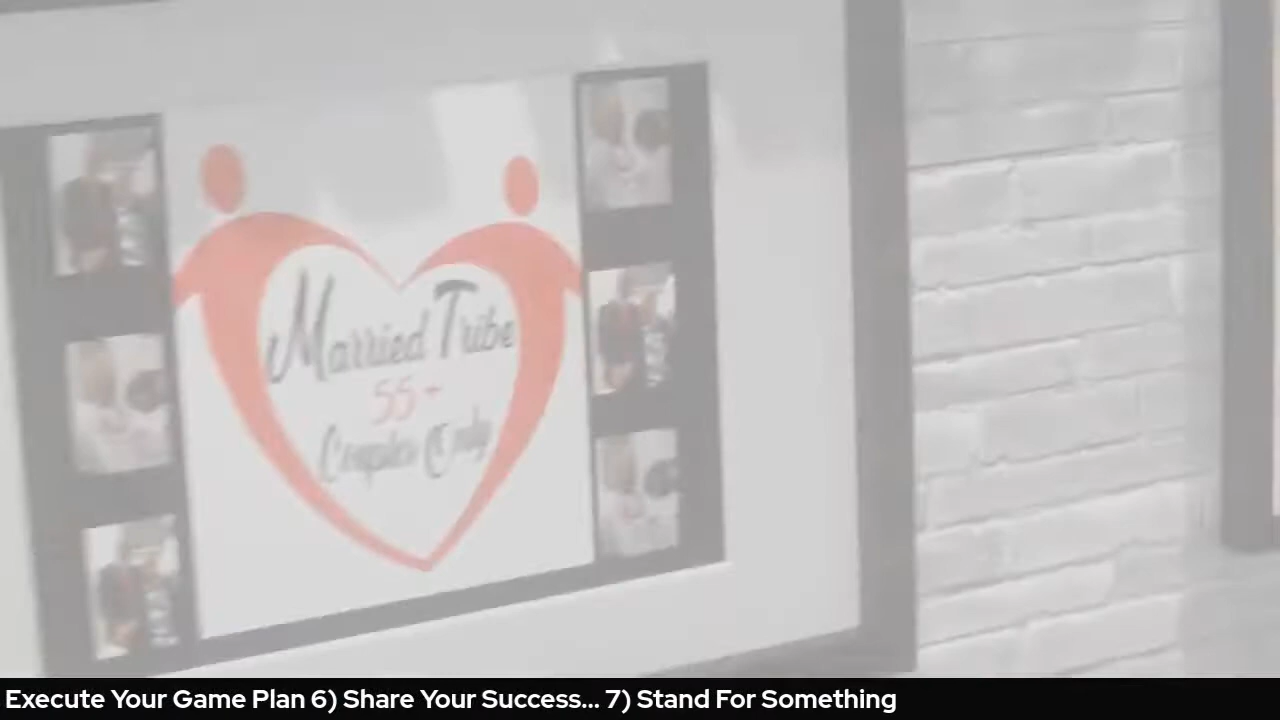 Married Tribe
55+
Couples Only
Execute Your Game Plan 6) Share Your Success... 7) Stand For Something